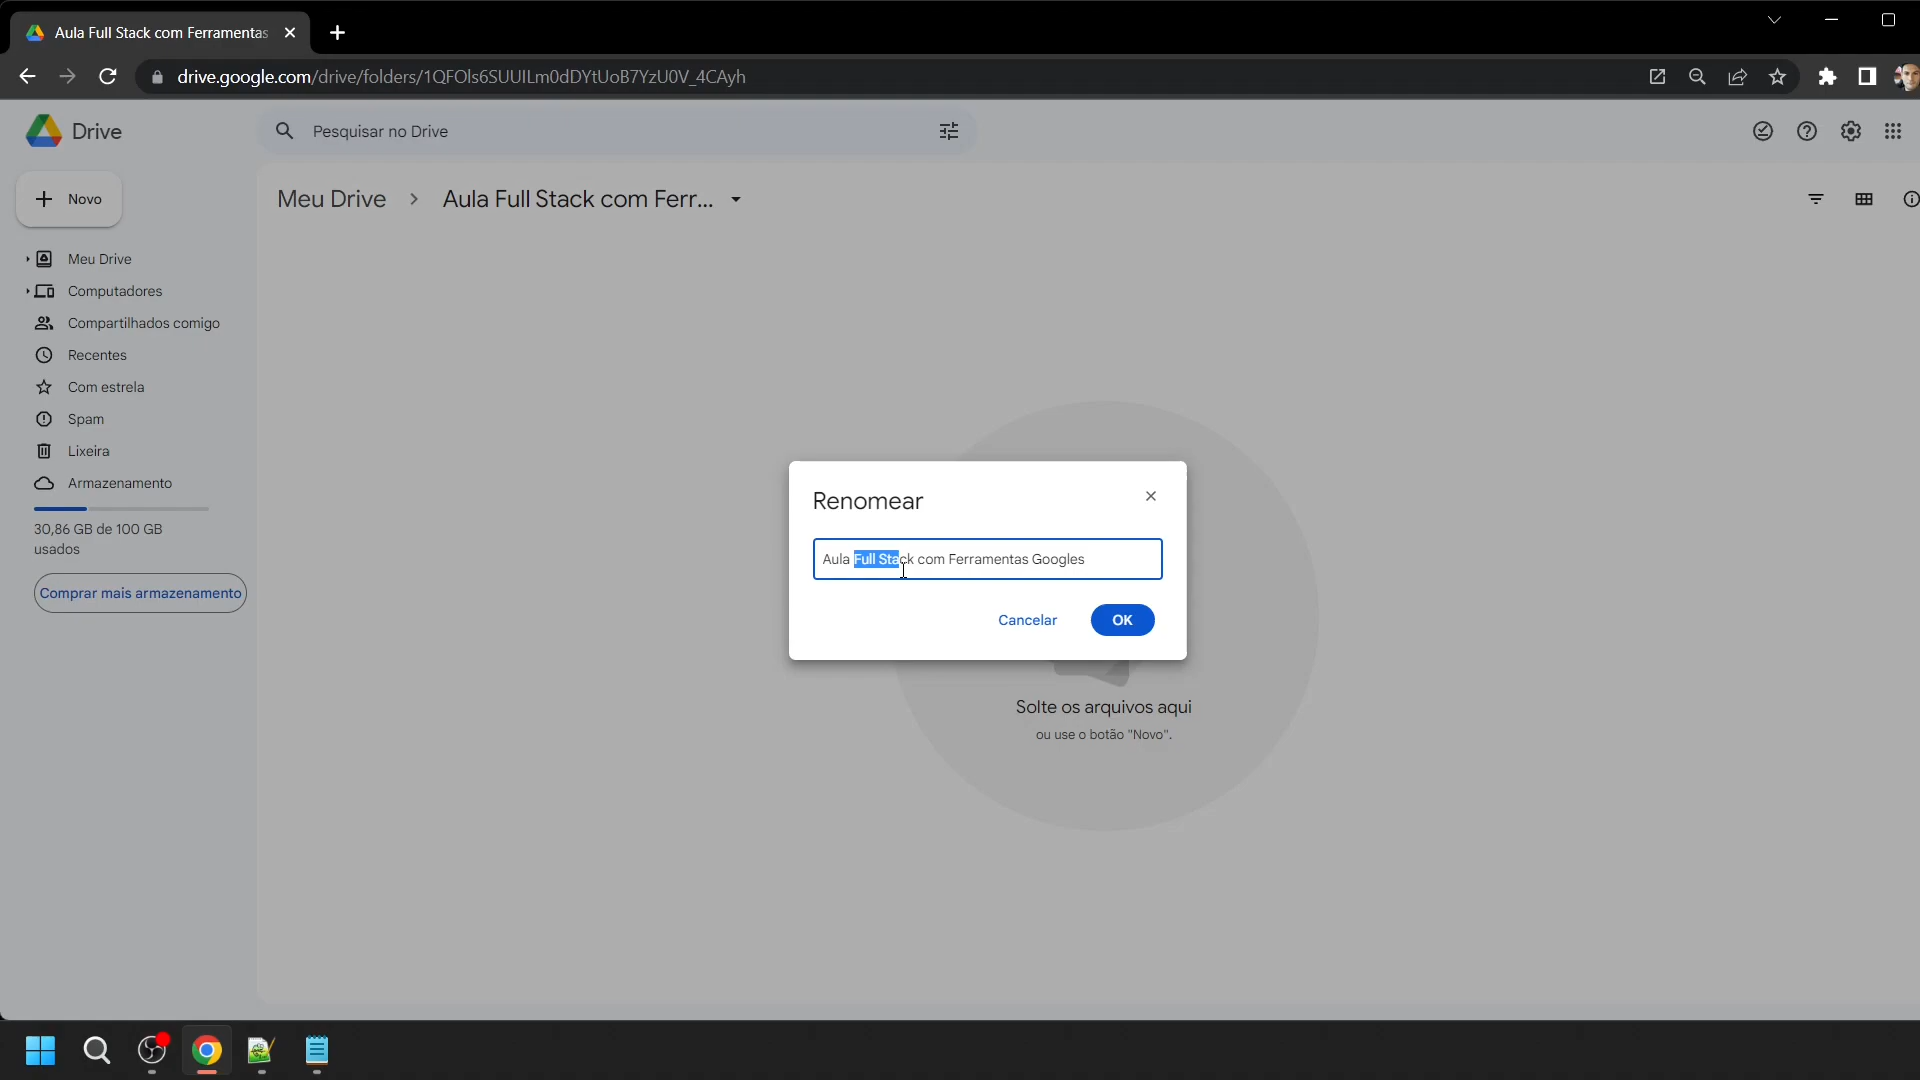 Aula Full Stack com Ferramentas
drive.google.com/drive/folders/1QFOls6SUUILm0dDYtUoB7YzU0V_4CAyh
Drive
Pesquisar no Drive
Novo
Meu Drive
Aula Full Stack com Ferr...
Meu Drive
Computadores
Compartilhados comigo
Recentes
Com estrela
Spam
Lixeira
Armazenamento
30,86 GB de 100 GB
usados
Comprar mais armazenamento
Renomear
Aula Full Stack com Ferramentas Googles
Cancelar
OK
Solte os arquivos aqui
ou use o botão "Novo".